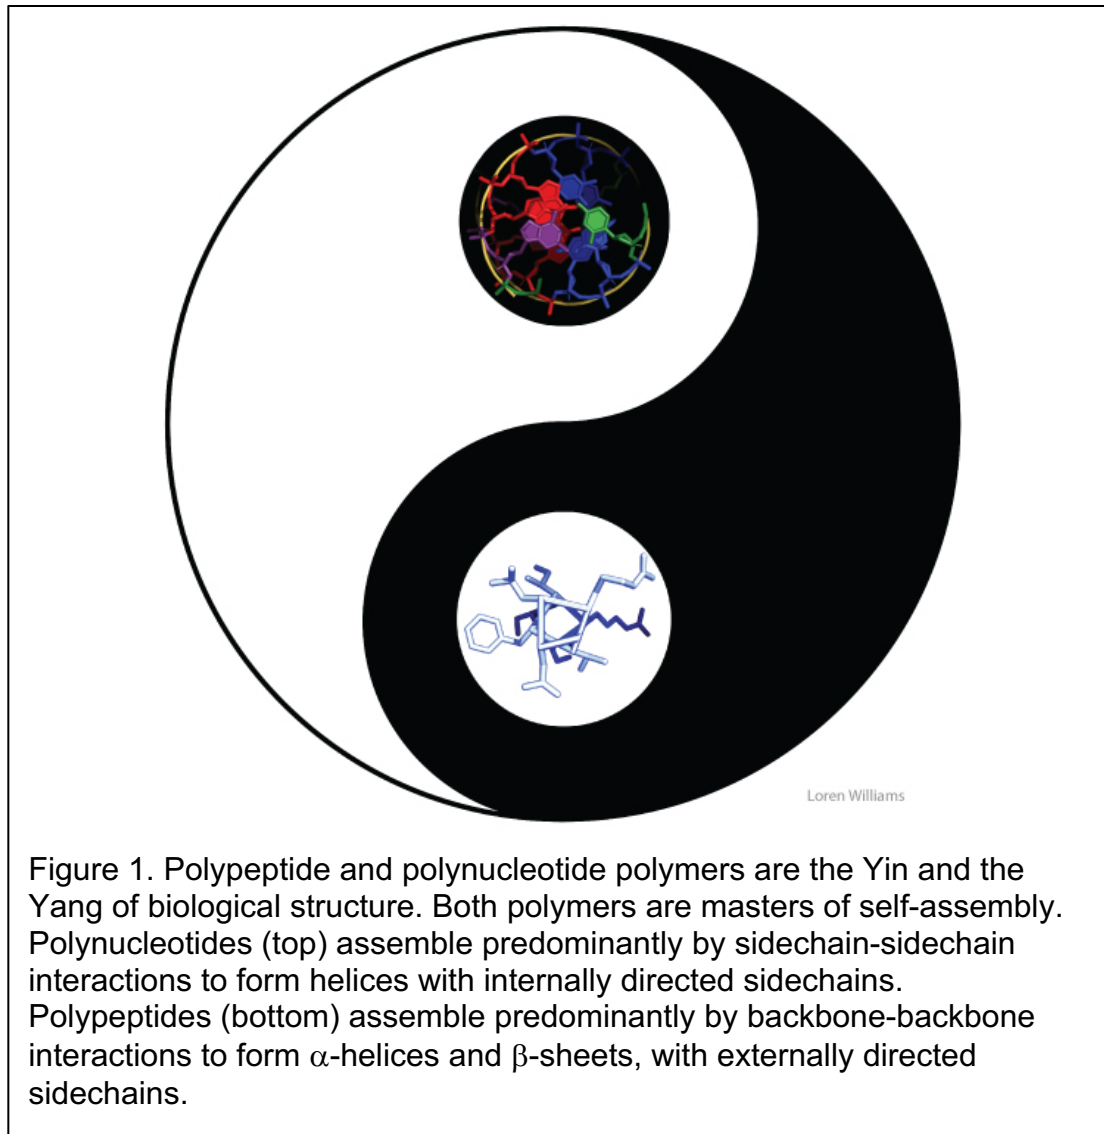 Loren Williams
Figure 1. Polypeptide and polynucleotide polymers are the Yin and the
Yang of biological structure. Both polymers are masters of self-assembly.
Polynucleotides (top) assemble predominantly by sidechain-sidechain
interactions to form helices with internally directed sidechains.
Polypeptides (bottom) assemble predominantly by backbone-backbone
interactions to form α-helices and β-sheets, with externally directed
sidechains.